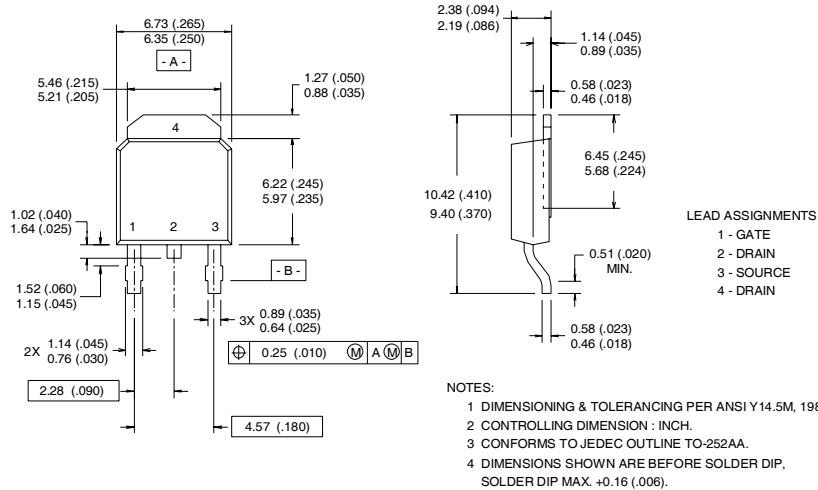 6.73 (.265)
6.35 (.250)
- A -
5.46 (.215)
5.21 (.205)
1.27 (.050)
0.88 (.035)
4
6.22 (.245)
5.97 (.235)
1.02 (.040)
1.64 (.025)
1 2 3
1.52 (.060)
1.15 (.045)
- B -
3X 0.89 (.035)
0.64 (.025)
2X 1.14 (.045)
0.76 (.030)
⌖ 0.25 (.010) Ⓜ A Ⓜ B
2.28 (.090)
4.57 (.180)
2.38 (.094)
2.19 (.086)
1.14 (.045)
0.89 (.035)
0.58 (.023)
0.46 (.018)
6.45 (.245)
5.68 (.224)
10.42 (.410)
9.40 (.370)
0.51 (.020)
MIN.
0.58 (.023)
0.46 (.018)
LEAD ASSIGNMENTS
1 - GATE
2 - DRAIN
3 - SOURCE
4 - DRAIN
NOTES:
1 DIMENSIONING & TOLERANCING PER ANSI Y14.5M, 198
2 CONTROLLING DIMENSION : INCH.
3 CONFORMS TO JEDEC OUTLINE TO-252AA.
4 DIMENSIONS SHOWN ARE BEFORE SOLDER DIP,
SOLDER DIP MAX. +0.16 (.006).